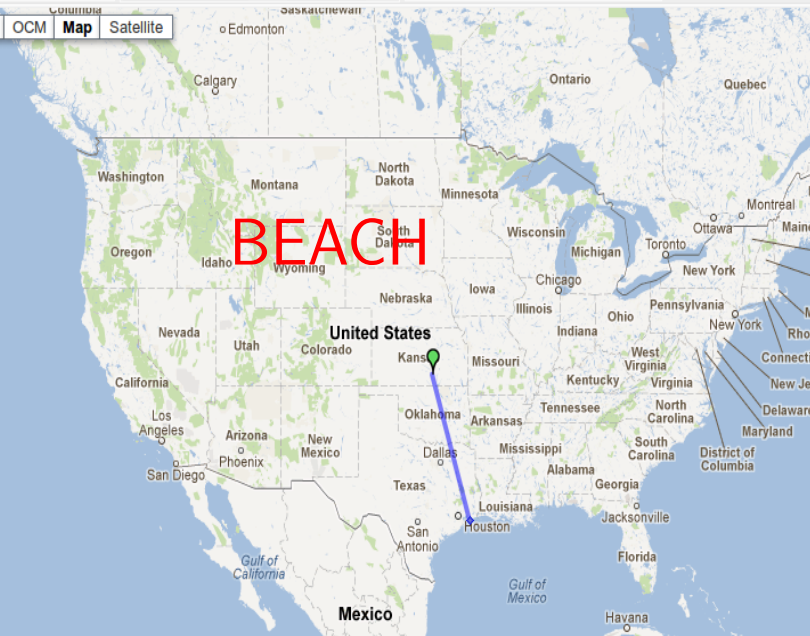 Columbia
Saskatchewan
OCM Map Satellite
Edmonton
Calgary
Ontario
Quebec
Washington
Montana
North
Dakota
Minnesota
Montreal
Ottawa
Maine
Toronto
Wisconsin
Michigan
Oregon
Idaho
BEACH
South
Dakota
Wyoming
New York
Chicago
Iowa
Nebraska
Illinois
Indiana
Ohio
Pennsylvania
New York
Rho
Connecti
New Je
Delawar
Maryland
District of
Columbia
United States
Nevada
Utah
Colorado
Kans
Missouri
West
Virginia
Virginia
Kentucky
California
Los
Angeles
San Diego
Arizona
Phoenix
New
Mexico
Oklahoma
Arkansas
Tennessee
North
Carolina
South
Carolina
Mississippi
Alabama
Georgia
Dallas
Texas
Louisiana
Houston
San
Antonio
Jacksonville
Florida
Gulf of
California
Gulf of
Mexico
Mexico
Havana